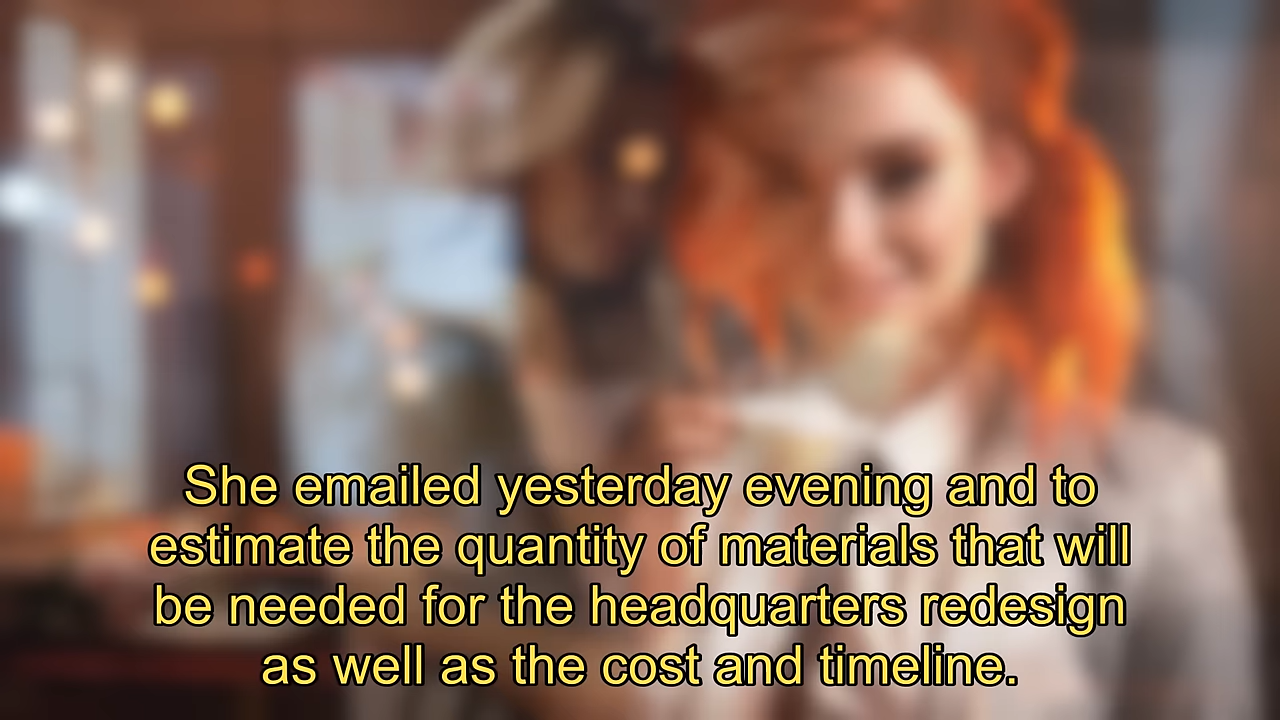 She emailed yesterday evening and to
estimate the quantity of materials that will
be needed for the headquarters redesign
as well as the cost and timeline.